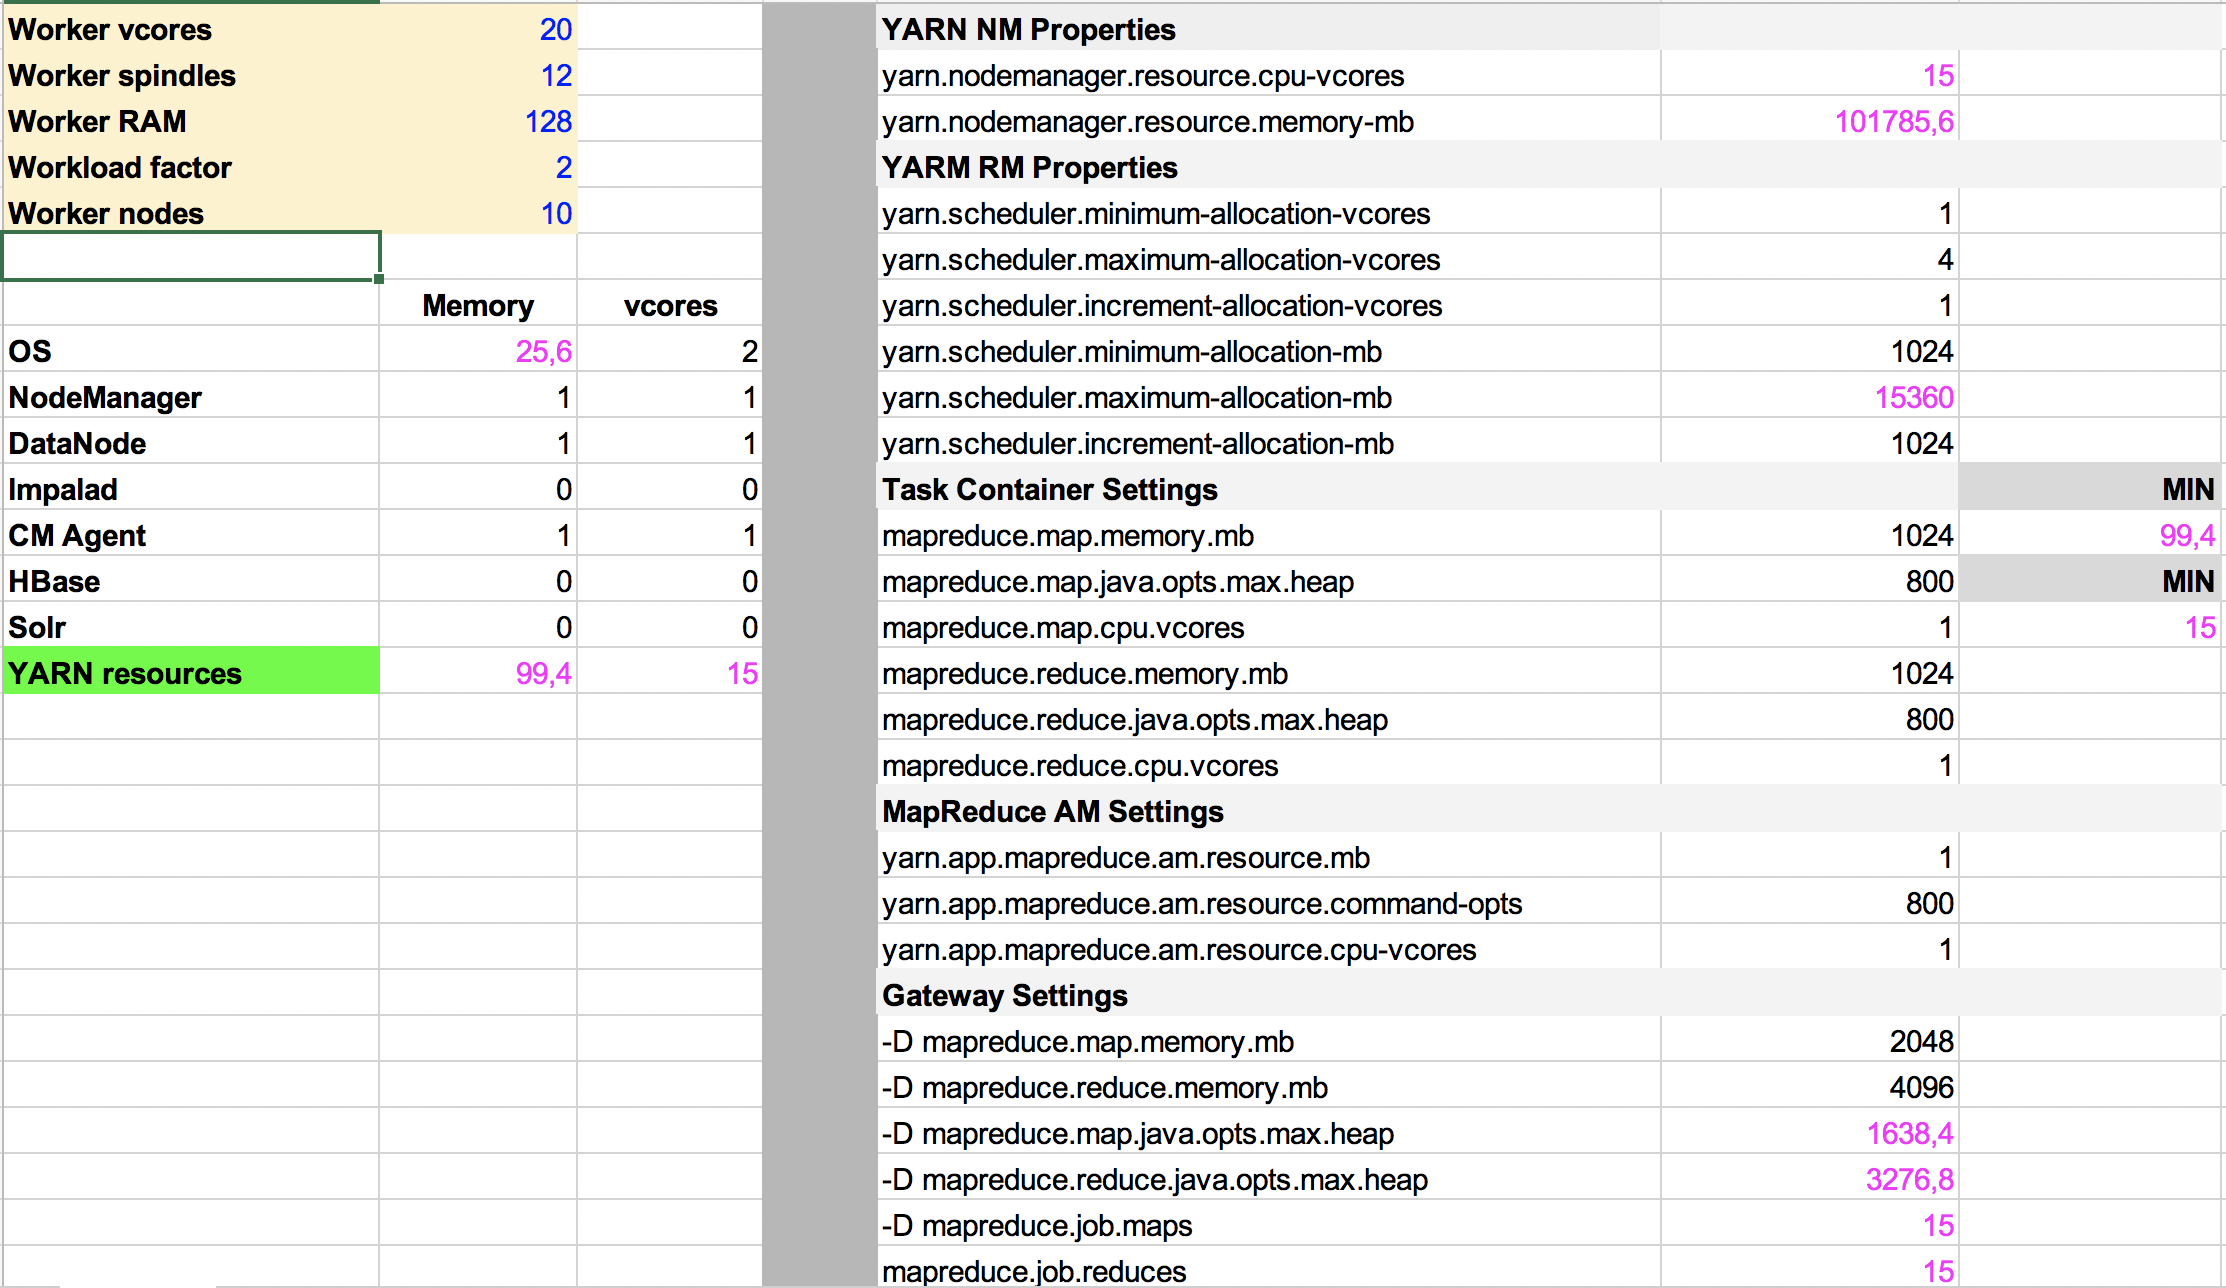 Worker vcores 20
Worker spindles 12
Worker RAM 128
Workload factor 2
Worker nodes 10
Memory vcores
OS 25,6 2
NodeManager 1 1
DataNode 1 1
Impalad 0 0
CM Agent 1 1
HBase 0 0
Solr 0 0
YARN resources 99,4 15
YARN NM Properties
yarn.nodemanager.resource.cpu-vcores 15
yarn.nodemanager.resource.memory-mb 101785,6
YARM RM Properties
yarn.scheduler.minimum-allocation-vcores 1
yarn.scheduler.maximum-allocation-vcores 4
yarn.scheduler.increment-allocation-vcores 1
yarn.scheduler.minimum-allocation-mb 1024
yarn.scheduler.maximum-allocation-mb 15360
yarn.scheduler.increment-allocation-mb 1024
Task Container Settings MIN
mapreduce.map.memory.mb 1024 99,4
mapreduce.map.java.opts.max.heap 800 MIN
mapreduce.map.cpu.vcores 1 15
mapreduce.reduce.memory.mb 1024
mapreduce.reduce.java.opts.max.heap 800
mapreduce.reduce.cpu.vcores 1
MapReduce AM Settings
yarn.app.mapreduce.am.resource.mb 1
yarn.app.mapreduce.am.resource.command-opts 800
yarn.app.mapreduce.am.resource.cpu-vcores 1
Gateway Settings
-D mapreduce.map.memory.mb 2048
-D mapreduce.reduce.memory.mb 4096
-D mapreduce.map.java.opts.max.heap 1638,4
-D mapreduce.reduce.java.opts.max.heap 3276,8
-D mapreduce.job.maps 15
mapreduce.job.reduces 15